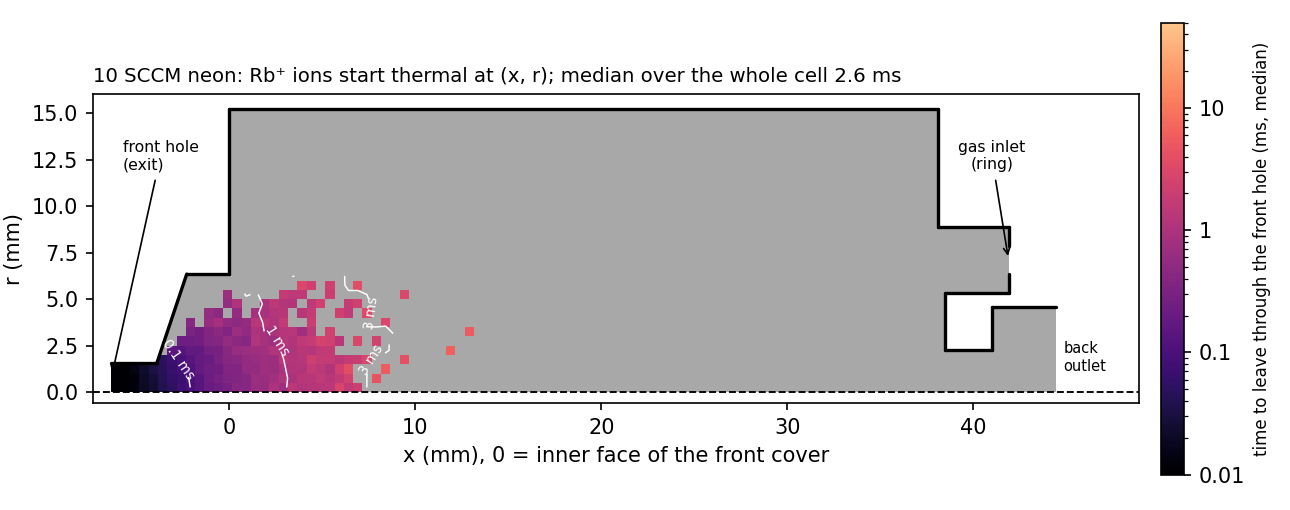 10 SCCM neon: Rb⁺ ions start thermal at (x, r); median over the whole cell 2.6 ms
15.0
12.5
10.0
7.5
5.0
2.5
0.0
r (mm)
front hole
(exit)
gas inlet
(ring)
back
outlet
0.1 ms
1 ms
3 ms
3 ms
0
10
20
30
40
x (mm), 0 = inner face of the front cover
10
1
0.1
0.01
time to leave through the front hole (ms, median)